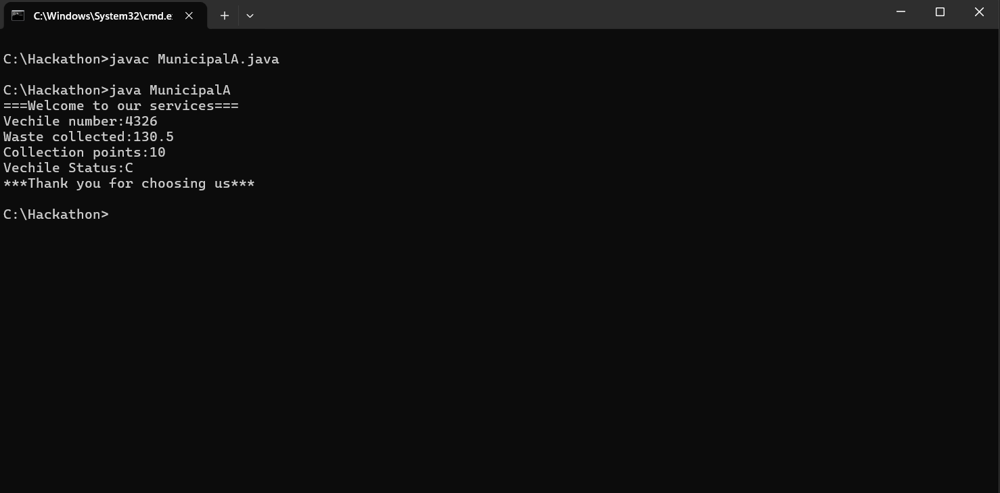 C:\Windows\System32\cmd.e
C:\Hackathon>javac MunicipalA.java
C:\Hackathon>java MunicipalA
===Welcome to our services===
Vechile number:4326
Waste collected:130.5
Collection points:10
Vechile Status:C
***Thank you for choosing us***
C:\Hackathon>